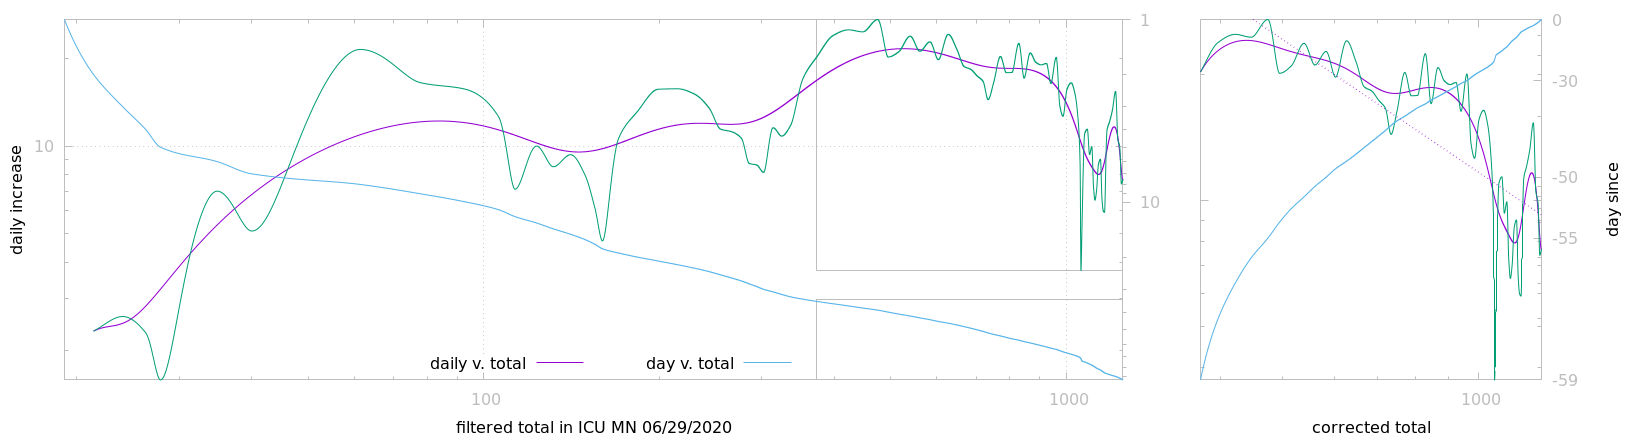 1
0
-30
10
daily increase
-50
day since
10
-55
daily v. total
day v. total
-59
100
1000
1000
filtered total in ICU MN 06/29/2020
corrected total